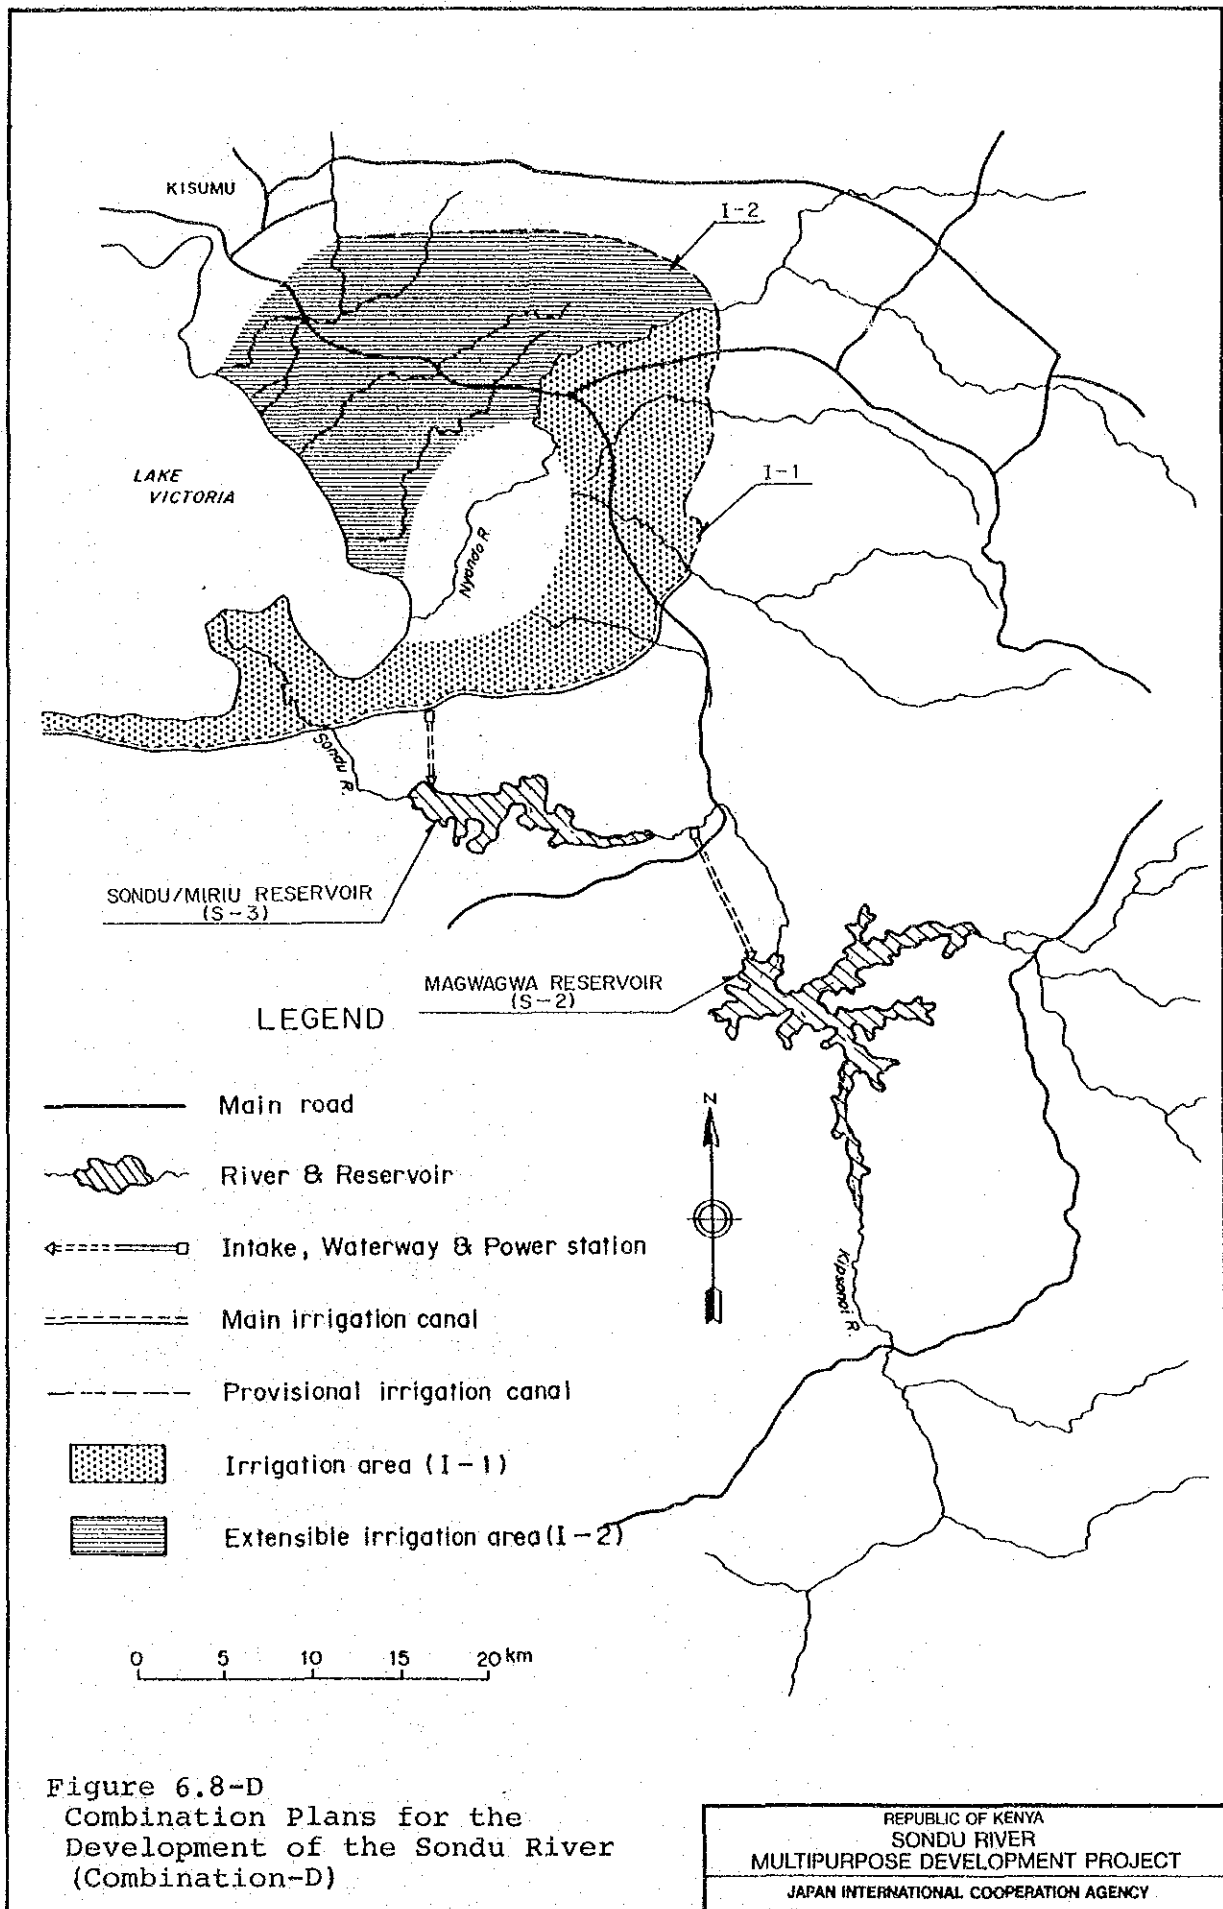 KISUMU
I-2
LAKE
VICTORIA
I-1
Nyando R.
Sondu R.
SONDU/MIRIU RESERVOIR
(S-3)
MAGWAGWA RESERVOIR
(S-2)
LEGEND
Main road
River & Reservoir
Intake, Waterway & Power station
Main irrigation canal
Provisional irrigation canal
Irrigation area (I-1)
Extensible irrigation area (I-2)
N
Kipsonoi R.
0 5 10 15 20 km
Figure 6.8-D
Combination Plans for the
Development of the Sondu River
(Combination-D)
REPUBLIC OF KENYA
SONDU RIVER
MULTIPURPOSE DEVELOPMENT PROJECT
JAPAN INTERNATIONAL COOPERATION AGENCY